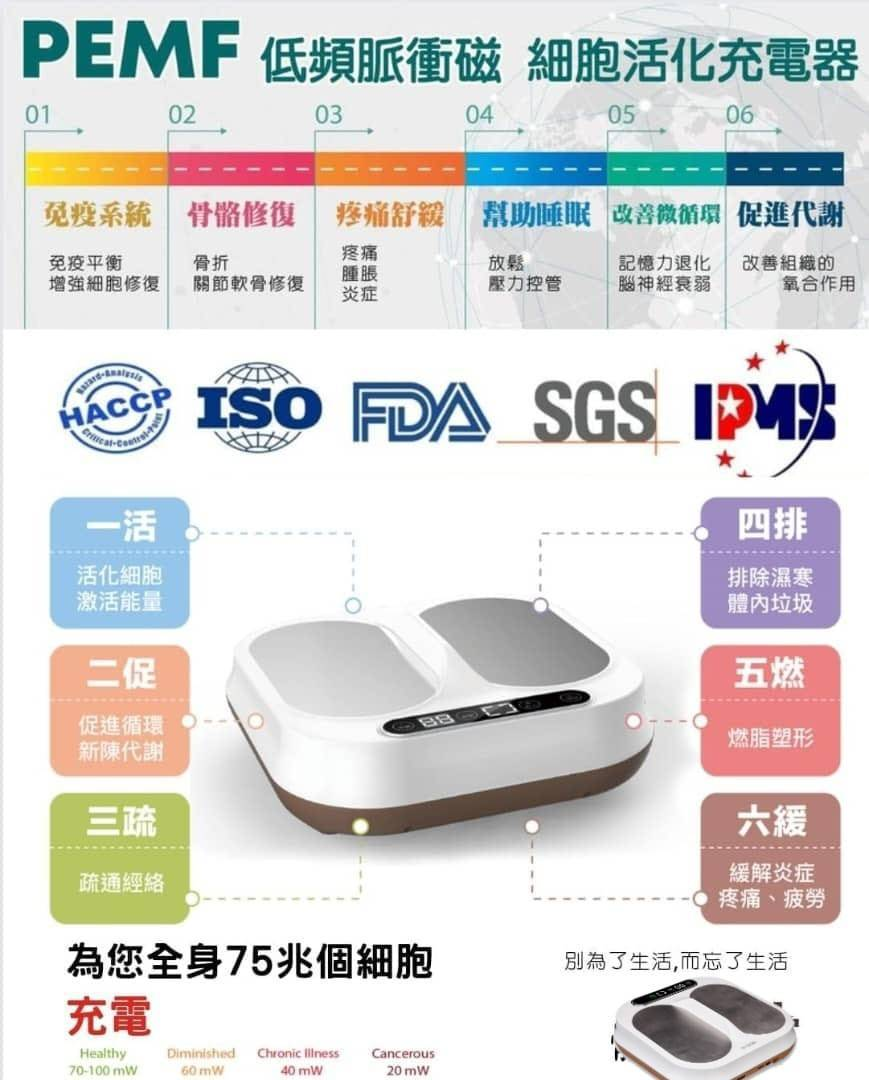 PEMF 低頻脈衝磁 細胞活化充電器
01 02 03 04 05 06
免疫系統 骨骼修復 疼痛舒緩 幫助睡眠 改善微循環 促進代謝
免疫平衡
增強細胞修復
骨折
關節軟骨修復
疼痛
腫脹
炎症
放鬆
壓力控管
記憶力退化
腦神經衰弱
改善組織的
氧合作用
Hazard-Analysis
HACCP
Critical-Control-Point
ISO
FDA
SGS
IPMS
一活
活化細胞
激活能量
四排
排除濕寒
體內垃圾
二促
促進循環
新陳代謝
五燃
燃脂塑形
三疏
疏通經絡
六緩
緩解炎症
疼痛、疲勞
88
為您全身75兆個細胞
充電
別為了生活,而忘了生活
Healthy Diminished Chronic Illness Cancerous
70-100 mW 60 mW 40 mW 20 mW